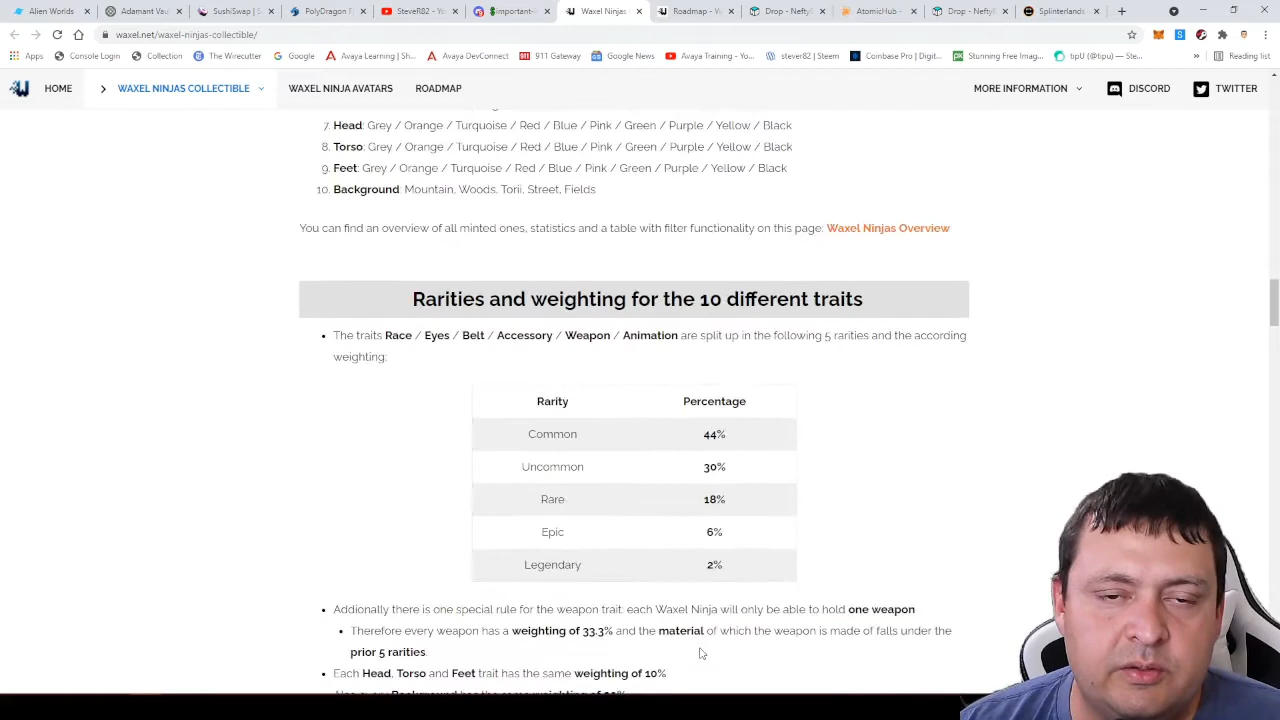 Alien Worlds
Adamant Vau
SushiSwap | S
PolyDragon F
SteveR82 - Y
important-
Waxel Ninjas
Roadmap - W
Drop - Nefty
AtomicHub -
Drop - Nefty
Splinterlands
waxel.net/waxel-ninjas-collectible/
Apps
Console Login
Collection
The Wirecutter
Google
Avaya Learning | Sh...
Avaya DevConnect
911 Gateway
Google News
Avaya Training - You...
stever82 | Steem
Coinbase Pro | Digit...
Stunning Free Imag...
tipU (@tipu) — Steem
»
Reading list
HOME
WAXEL NINJAS COLLECTIBLE
WAXEL NINJA AVATARS
ROADMAP
MORE INFORMATION
DISCORD
TWITTER
7. Head: Grey / Orange / Turquoise / Red / Blue / Pink / Green / Purple / Yellow / Black
8. Torso: Grey / Orange / Turquoise / Red / Blue / Pink / Green / Purple / Yellow / Black
9. Feet: Grey / Orange / Turquoise / Red / Blue / Pink / Green / Purple / Yellow / Black
10. Background: Mountain, Woods, Torii, Street, Fields
You can find an overview of all minted ones, statistics and a table with filter functionality on this page: Waxel Ninjas Overview
Rarities and weighting for the 10 different traits
• The traits Race / Eyes / Belt / Accessory / Weapon / Animation are split up in the following 5 rarities and the according
weighting:
Rarity Percentage
Common 44%
Uncommon 30%
Rare 18%
Epic 6%
Legendary 2%
• Addionally there is one special rule for the weapon trait: each Waxel Ninja will only be able to hold one weapon
• Therefore every weapon has a weighting of 33.3% and the material of which the weapon is made of falls under the
prior 5 rarities.
• Each Head, Torso and Feet trait has the same weighting of 10%